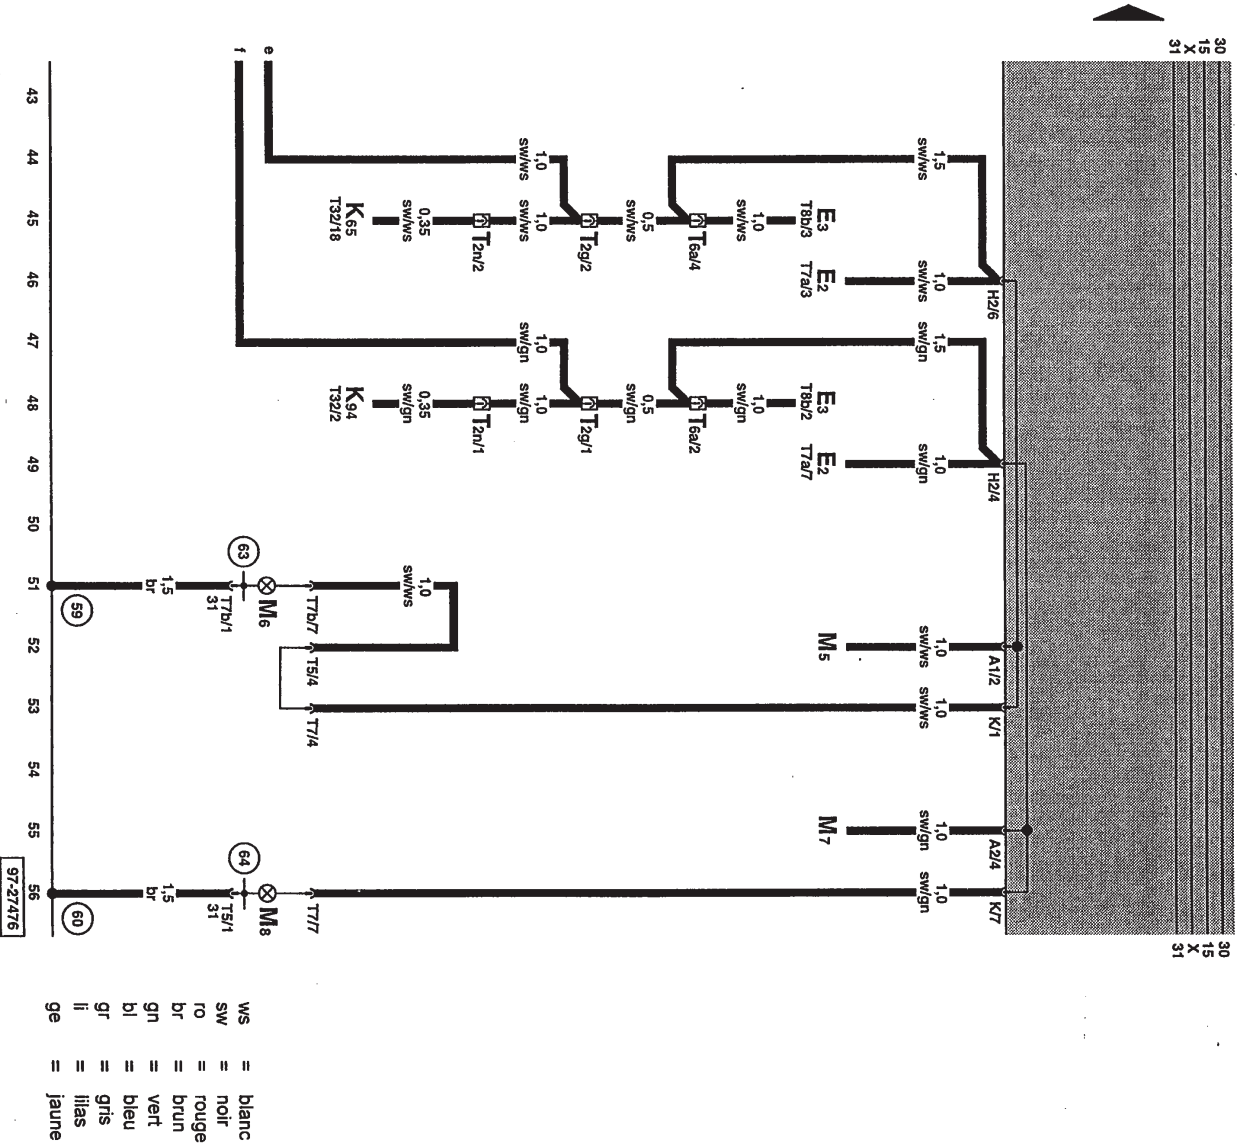 30
15
X
31
30
15
X
31
H2/6
H2/4
A1/2
K/1
A2/4
K/7
1,5
sw/ws
1,0
sw/ws
1,5
sw/gn
1,0
sw/gn
1,0
sw/ws
1,0
sw/ws
1,0
sw/gn
1,0
sw/gn
E3
T8b/3
E2
T7a/3
E3
T8b/2
E2
T7a/7
M5
M7
1,0
sw/ws
1,0
sw/gn
T6a/4
T6a/2
0,5
sw/ws
0,5
sw/gn
T2g/2
T2g/1
1,0
sw/ws
1,0
sw/ws
1,0
sw/gn
1,0
sw/gn
T2n/2
T2n/1
0,35
sw/ws
0,35
sw/gn
1,0
sw/ws
K65
T32/18
K94
T32/2
T7b/7
T5/4
T7/4
T7/7
e
f
M6
M8
63
64
T7b/1
31
T5/1
31
1,5
br
1,5
br
59
60
43
44
45
46
47
48
49
50
51
52
53
54
55
56
97-27476
ws = blanc
sw = noir
ro = rouge
br = brun
gn = vert
bl = bleu
gr = gris
li = lilas
ge = jaune